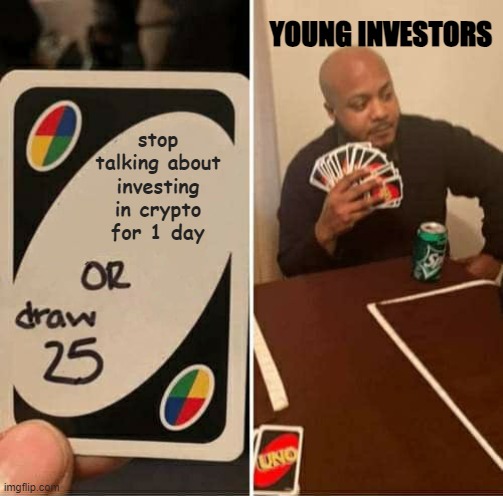 stop
talking about
investing
in crypto
for 1 day
OR
draw
25
YOUNG INVESTORS
UNO
imgflip.com